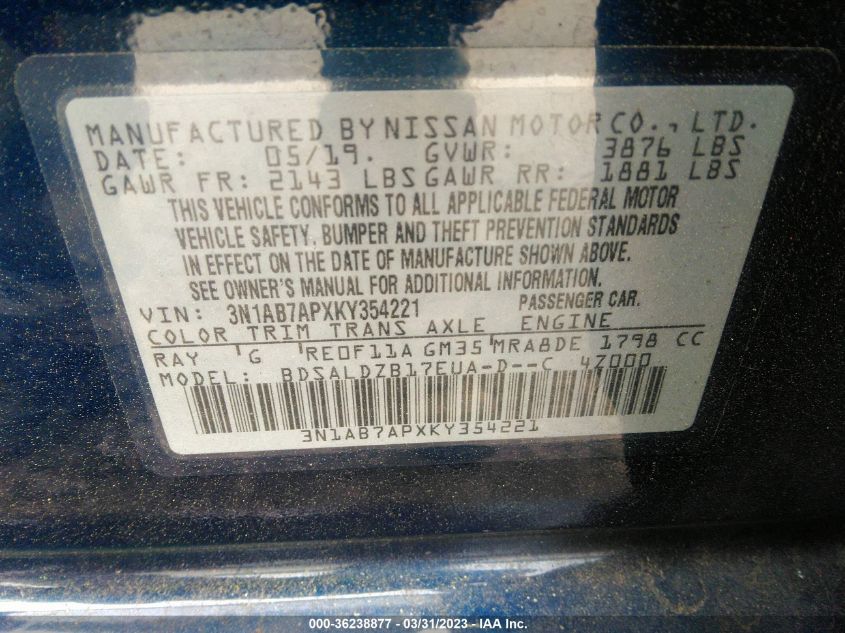 MANUFACTURED BY NISSAN MOTOR CO., LTD.
DATE: 05/19. GVWR: 3876 LBS
GAWR FR: 2143 LBS GAWR RR: 1881 LBS
THIS VEHICLE CONFORMS TO ALL APPLICABLE FEDERAL MOTOR
VEHICLE SAFETY, BUMPER AND THEFT PREVENTION STANDARDS
IN EFFECT ON THE DATE OF MANUFACTURE SHOWN ABOVE.
SEE OWNER'S MANUAL FOR ADDITIONAL INFORMATION.
VIN: 3N1AB7APXKY354221 PASSENGER CAR.
COLOR TRIM TRANS AXLE ENGINE
RAY G RE0F11A GM35 MRA8DE 1798 CC
MODEL: BDSALDZB17EUA-D--C 47000
3N1AB7APXKY354221
000-36238877 - 03/31/2023 - IAA Inc.